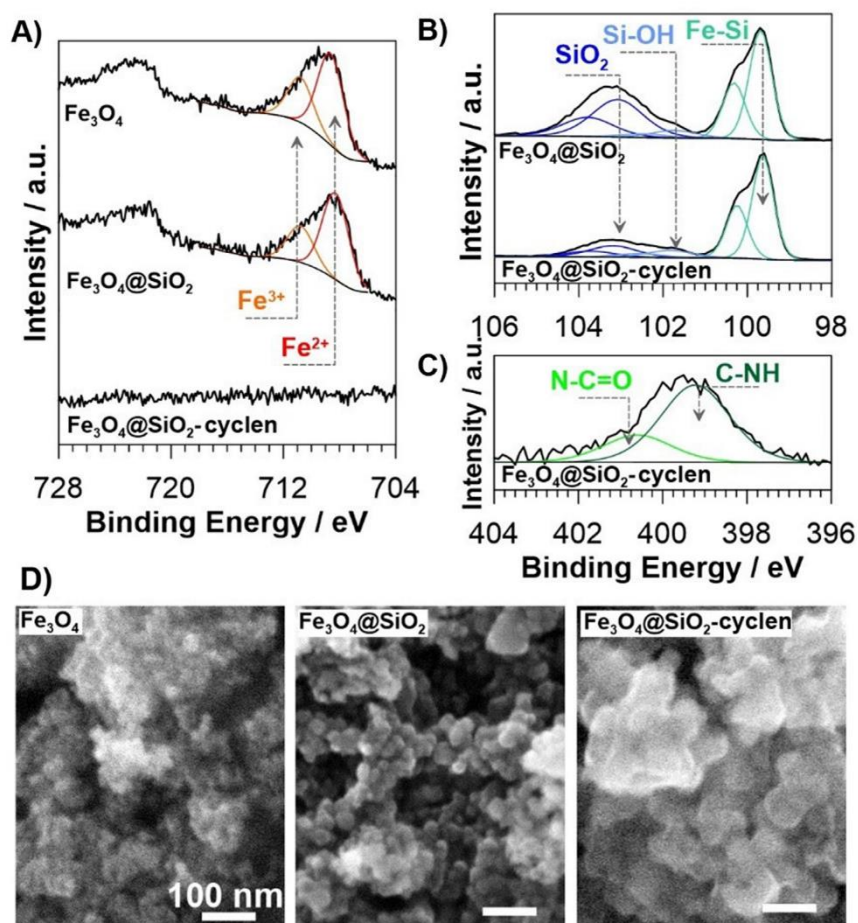 A)
Intensity / a.u.
Fe₃O₄
Fe₃O₄@SiO₂
Fe³⁺
Fe²⁺
Fe₃O₄@SiO₂-cyclen
728 720 712 704
Binding Energy / eV
B)
Intensity / a.u.
SiO₂
Si-OH
Fe-Si
Fe₃O₄@SiO₂
Fe₃O₄@SiO₂-cyclen
106 104 102 100 98
C)
Intensity / a.u.
N-C=O
C-NH
Fe₃O₄@SiO₂-cyclen
404 402 400 398 396
Binding Energy / eV
D)
Fe₃O₄
Fe₃O₄@SiO₂
Fe₃O₄@SiO₂-cyclen
100 nm